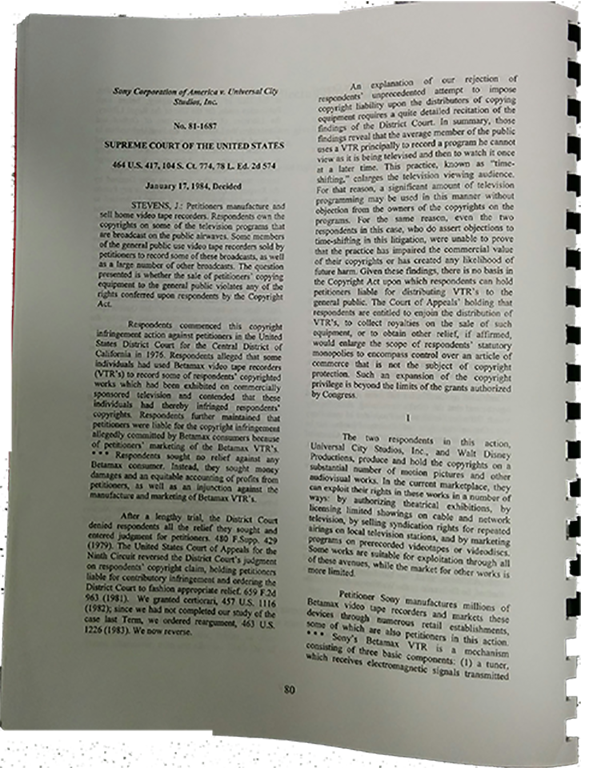 Sony Corporation of America v. Universal City
Studios, Inc.
No. 81-1687
SUPREME COURT OF THE UNITED STATES
464 U.S. 417, 104 S. Ct. 774, 78 L. Ed. 2d 574
January 17, 1984, Decided
STEVENS, J.: Petitioners manufacture and
sell home video tape recorders. Respondents own the
copyrights on some of the television programs that
are broadcast on the public airwaves. Some members
of the general public use video tape recorders sold by
petitioners to record some of these broadcasts, as well
as a large number of other broadcasts. The question
presented is whether the sale of petitioners' copying
equipment to the general public violates any of the
rights conferred upon respondents by the Copyright
Act.
Respondents commenced this copyright
infringement action against petitioners in the United
States District Court for the Central District of
California in 1976. Respondents alleged that some
individuals had used Betamax video tape recorders
(VTR's) to record some of respondents' copyrighted
works which had been exhibited on commercially
sponsored television and contended that these
individuals had thereby infringed respondents'
copyrights. Respondents further maintained that
petitioners were liable for the copyright infringement
allegedly committed by Betamax consumers because
of petitioners' marketing of the Betamax VTR's.
*** Respondents sought no relief against any
Betamax consumer. Instead, they sought money
damages and an equitable accounting of profits from
petitioners, as well as an injunction against the
manufacture and marketing of Betamax VTR's.
After a lengthy trial, the District Court
denied respondents all the relief they sought and
entered judgment for petitioners. 480 F.Supp. 429
(1979). The United States Court of Appeals for the
Ninth Circuit reversed the District Court's judgment
on respondents' copyright claim, holding petitioners
liable for contributory infringement and ordering the
District Court to fashion appropriate relief. 659 F.2d
963 (1981). We granted certiorari, 457 U.S. 1116
(1982); since we had not completed our study of the
case last Term, we ordered reargument, 463 U.S.
1226 (1983). We now reverse.
An explanation of our rejection of
respondents' unprecedented attempt to impose
copyright liability upon the distributors of copying
equipment requires a quite detailed recitation of the
findings of the District Court. In summary, those
findings reveal that the average member of the public
uses a VTR principally to record a program he cannot
view as it is being televised and then to watch it once
at a later time. This practice, known as "time-
shifting," enlarges the television viewing audience.
For that reason, a significant amount of television
programming may be used in this manner without
objection from the owners of the copyrights on the
programs. For the same reason, even the two
respondents in this case, who do assert objections to
time-shifting in this litigation, were unable to prove
that the practice has impaired the commercial value
of their copyrights or has created any likelihood of
future harm. Given these findings, there is no basis in
the Copyright Act upon which respondents can hold
petitioners liable for distributing VTR's to the
general public. The Court of Appeals' holding that
respondents are entitled to enjoin the distribution of
VTR's, to collect royalties on the sale of such
equipment, or to obtain other relief, if affirmed,
would enlarge the scope of respondents' statutory
monopolies to encompass control over an article of
commerce that is not the subject of copyright
protection. Such an expansion of the copyright
privilege is beyond the limits of the grants authorized
by Congress.
I
The two respondents in this action,
Universal City Studios, Inc., and Walt Disney
Productions, produce and hold the copyrights on a
substantial number of motion pictures and other
audiovisual works. In the current marketplace, they
can exploit their rights in these works in a number of
ways: by authorizing theatrical exhibitions, by
licensing limited showings on cable and network
television, by selling syndication rights for repeated
airings on local television stations, and by marketing
programs on prerecorded videotapes or videodiscs.
Some works are suitable for exploitation through all
of these avenues, while the market for other works is
more limited.
Petitioner Sony manufactures millions of
Betamax video tape recorders and markets these
devices through numerous retail establishments,
some of which are also petitioners in this action.
*** Sony's Betamax VTR is a mechanism
consisting of three basic components: (1) a tuner,
which receives electromagnetic signals transmitted
80